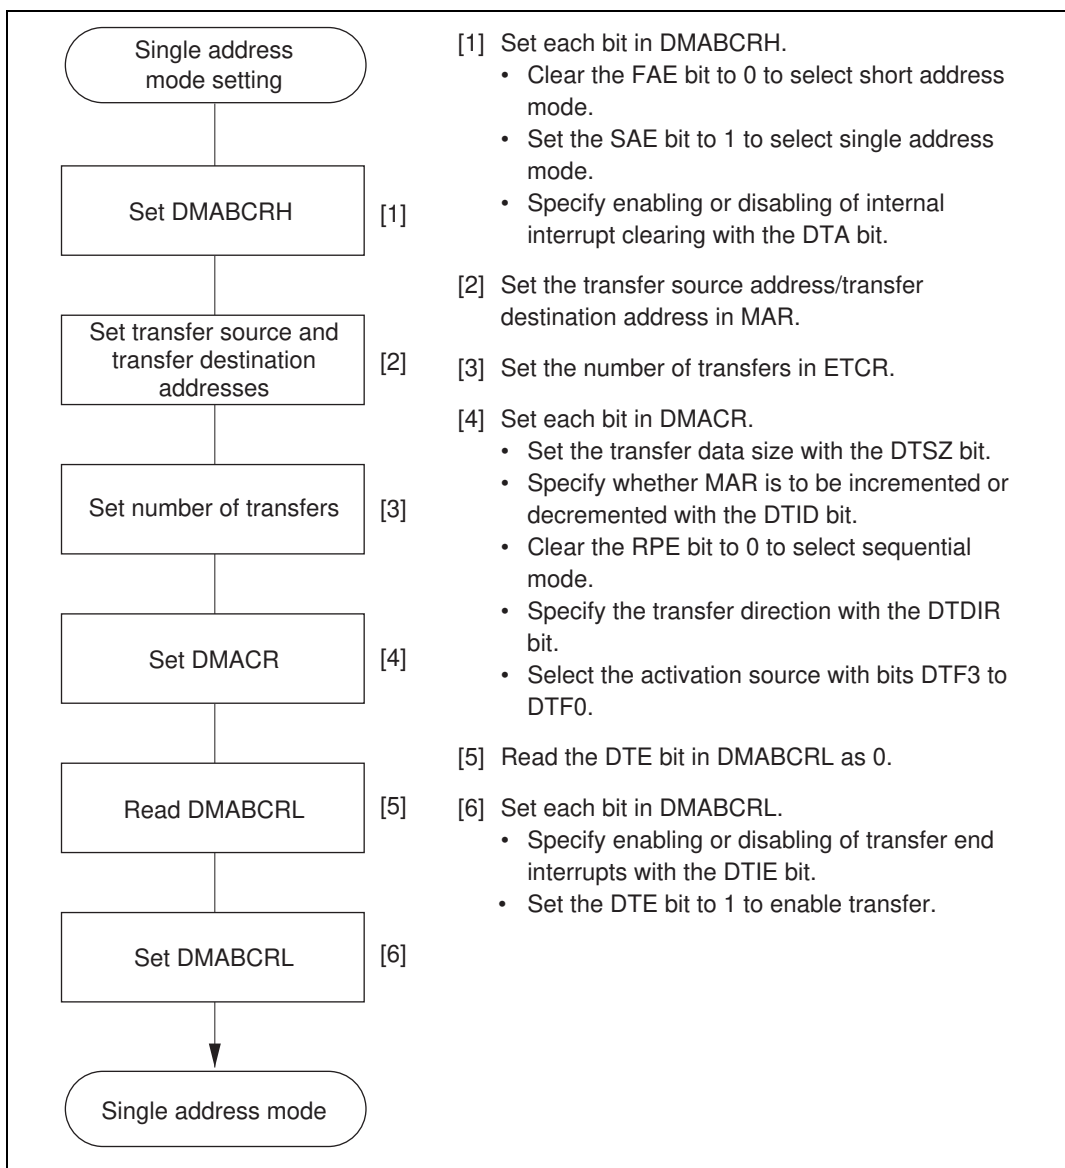 Single address
mode setting
Set DMABCRH
[1]
Set transfer source and
transfer destination
addresses
[2]
Set number of transfers
[3]
Set DMACR
[4]
Read DMABCRL
[5]
Set DMABCRL
[6]
Single address mode
[1] Set each bit in DMABCRH.
• Clear the FAE bit to 0 to select short address
mode.
• Set the SAE bit to 1 to select single address
mode.
• Specify enabling or disabling of internal
interrupt clearing with the DTA bit.
[2] Set the transfer source address/transfer
destination address in MAR.
[3] Set the number of transfers in ETCR.
[4] Set each bit in DMACR.
• Set the transfer data size with the DTSZ bit.
• Specify whether MAR is to be incremented or
decremented with the DTID bit.
• Clear the RPE bit to 0 to select sequential
mode.
• Specify the transfer direction with the DTDIR
bit.
• Select the activation source with bits DTF3 to
DTF0.
[5] Read the DTE bit in DMABCRL as 0.
[6] Set each bit in DMABCRL.
• Specify enabling or disabling of transfer end
interrupts with the DTIE bit.
• Set the DTE bit to 1 to enable transfer.